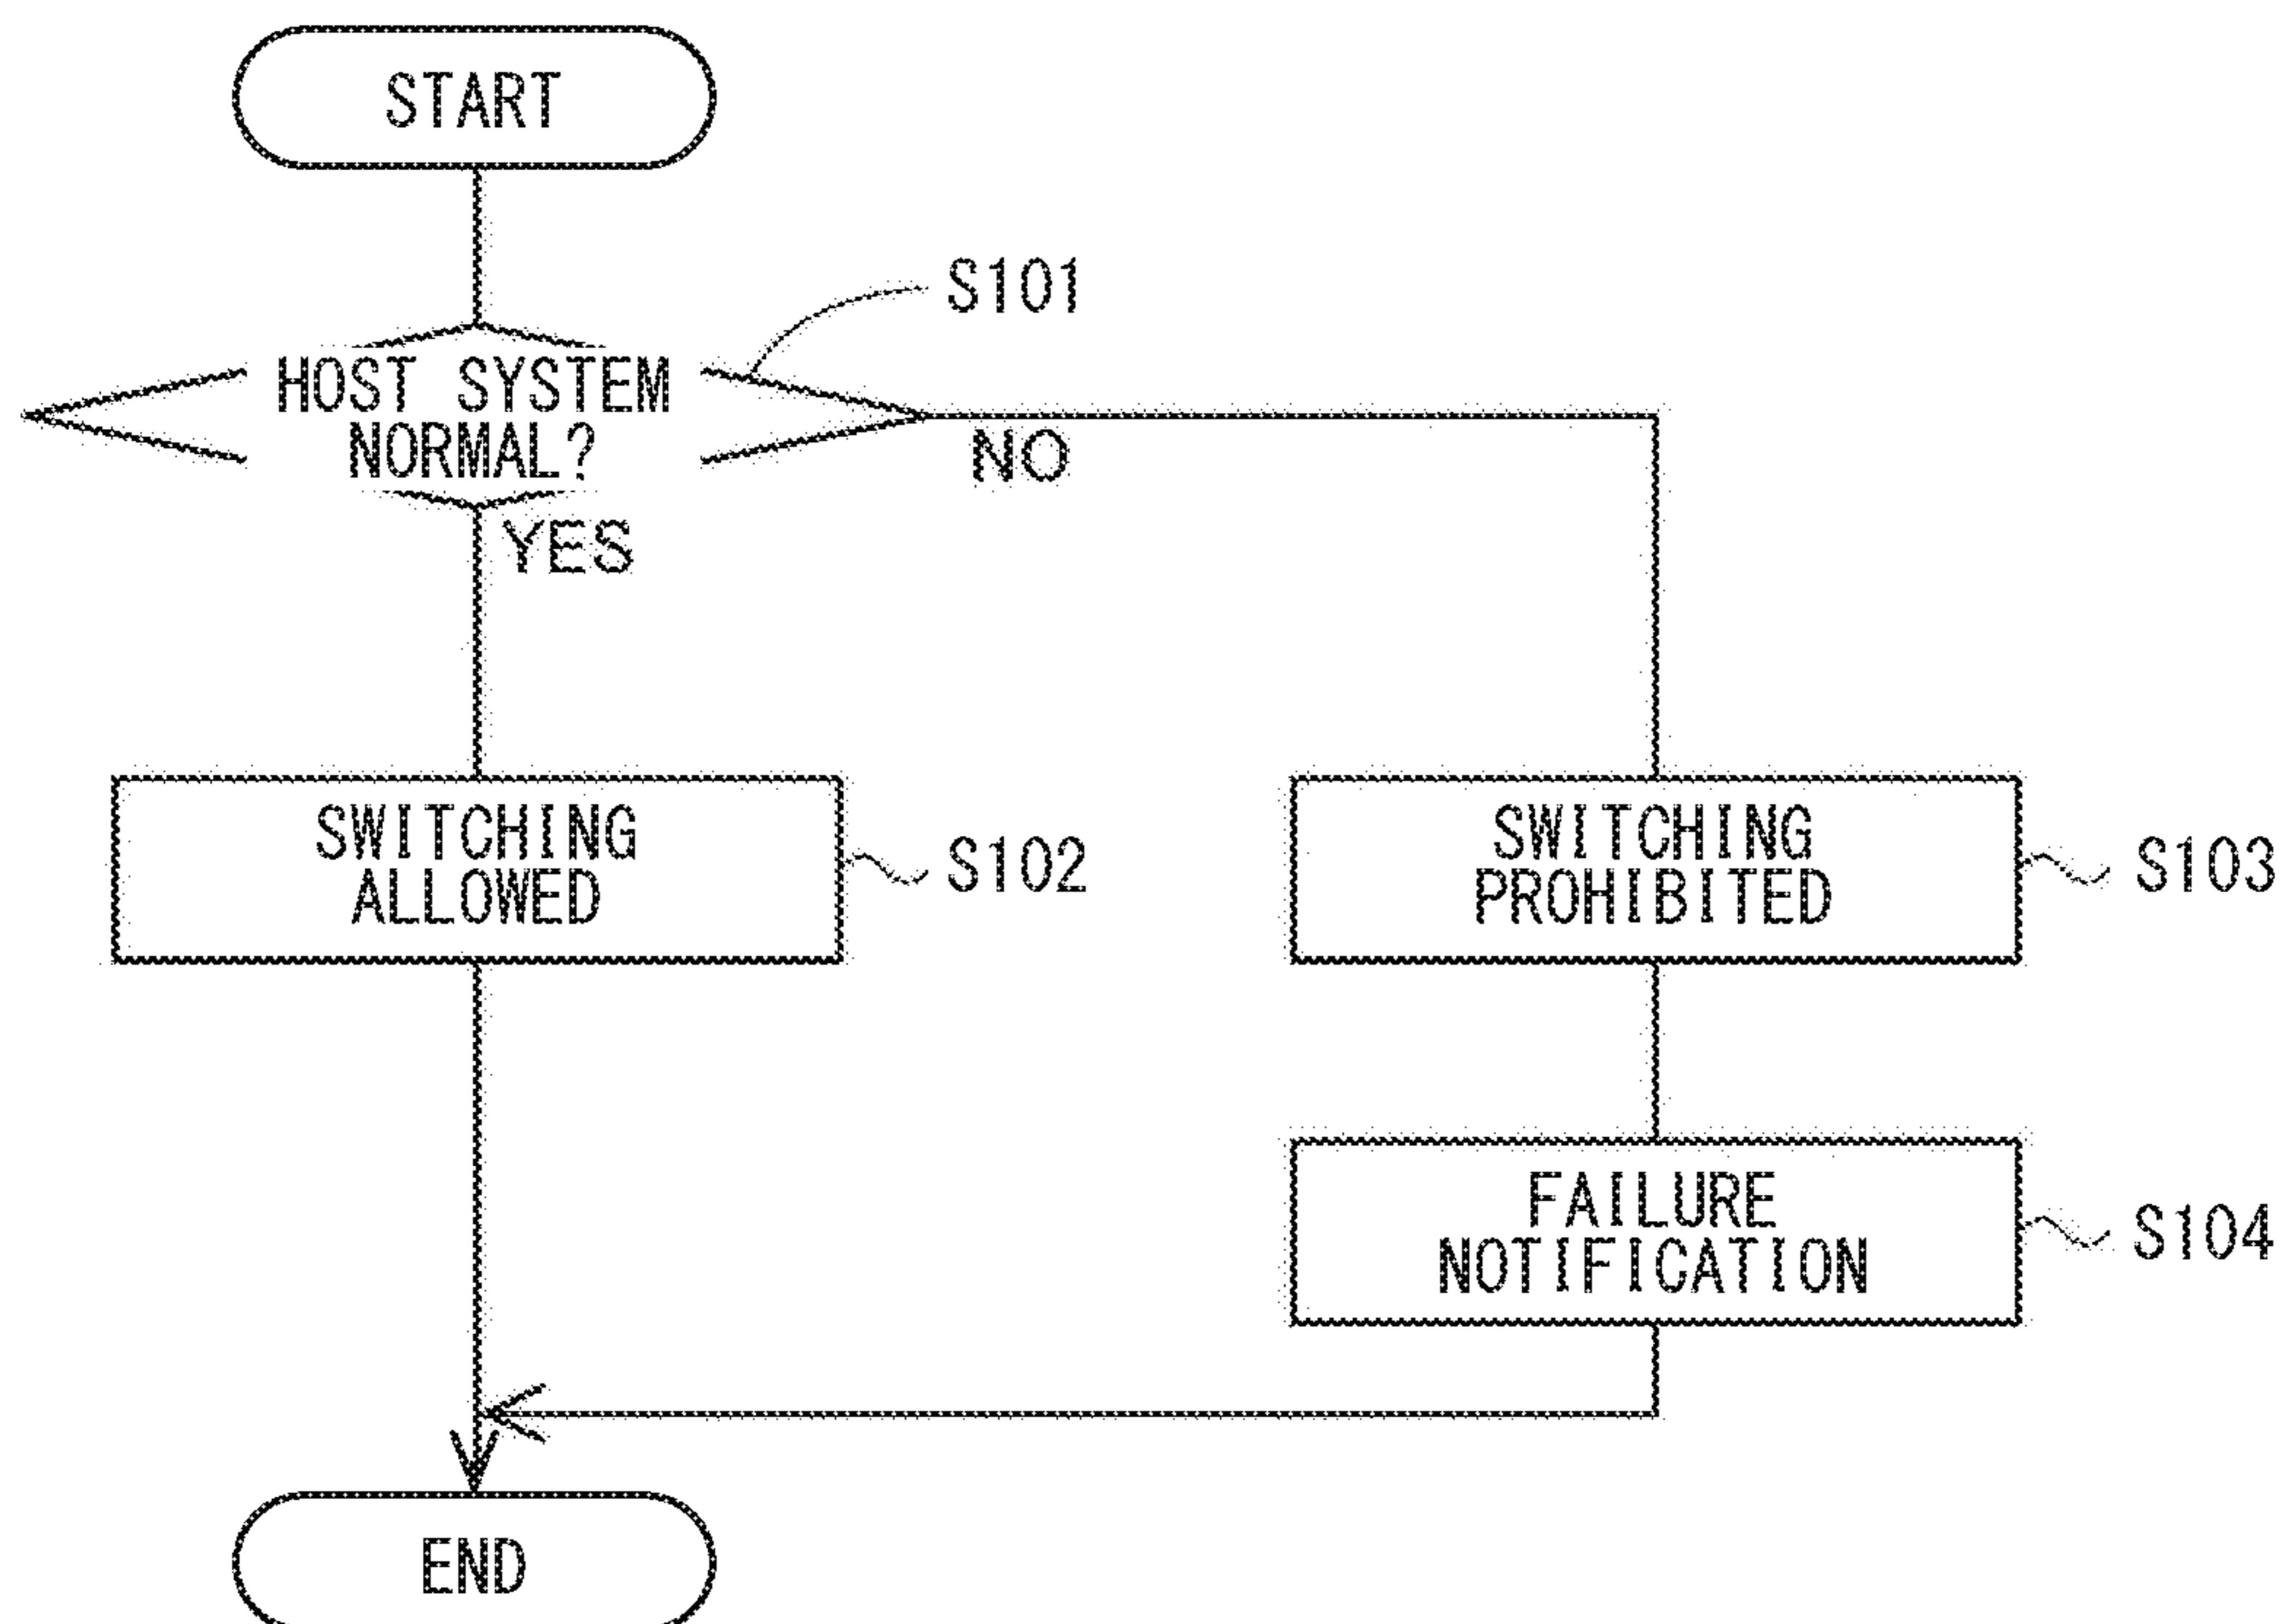 START
S101
HOST SYSTEM
NORMAL?
NO
YES
SWITCHING
ALLOWED
S102
SWITCHING
PROHIBITED
S103
FAILURE
NOTIFICATION
S104
END